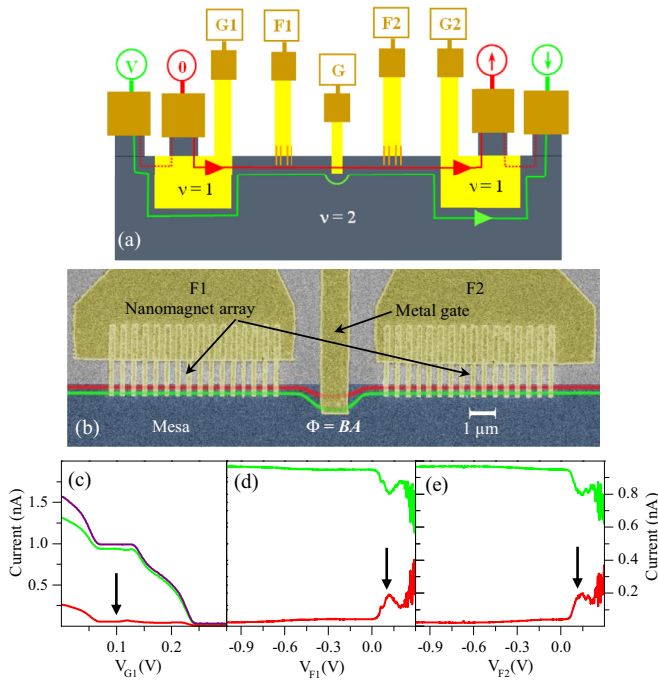 G1 F1 F2 G2
G
V 0 ↑ ↓
ν = 1 ν = 1
ν = 2
(a)
F1 F2
Nanomagnet array Metal gate
1 μm
(b) Mesa Φ = BA
(c) (d) (e)
Current (nA)
1.5
1.0
0.5
0.8
0.6
0.4
0.2
Current (nA)
0.1 0.2 -0.9 -0.6 -0.3 0.0 -0.9 -0.6 -0.3 0.0
V_G1(V) V_F1(V) V_F2(V)